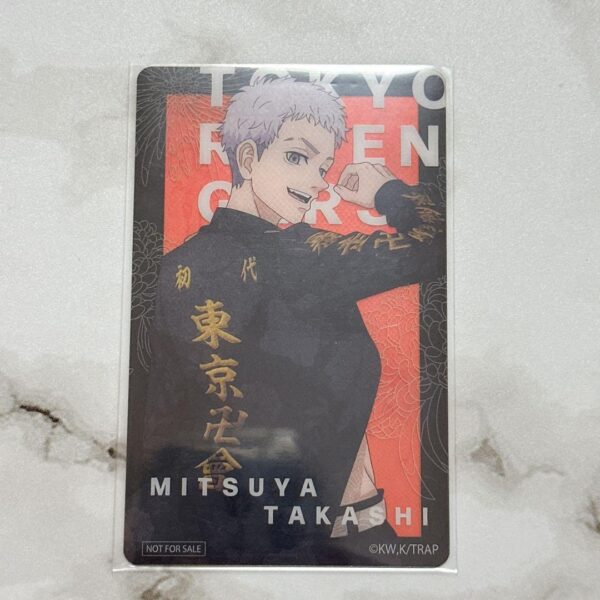 TOKYO
REVEN
GERS
初代
東京卍會
MITSUYA
TAKASHI
NOT FOR SALE
©KW,K/TRAP